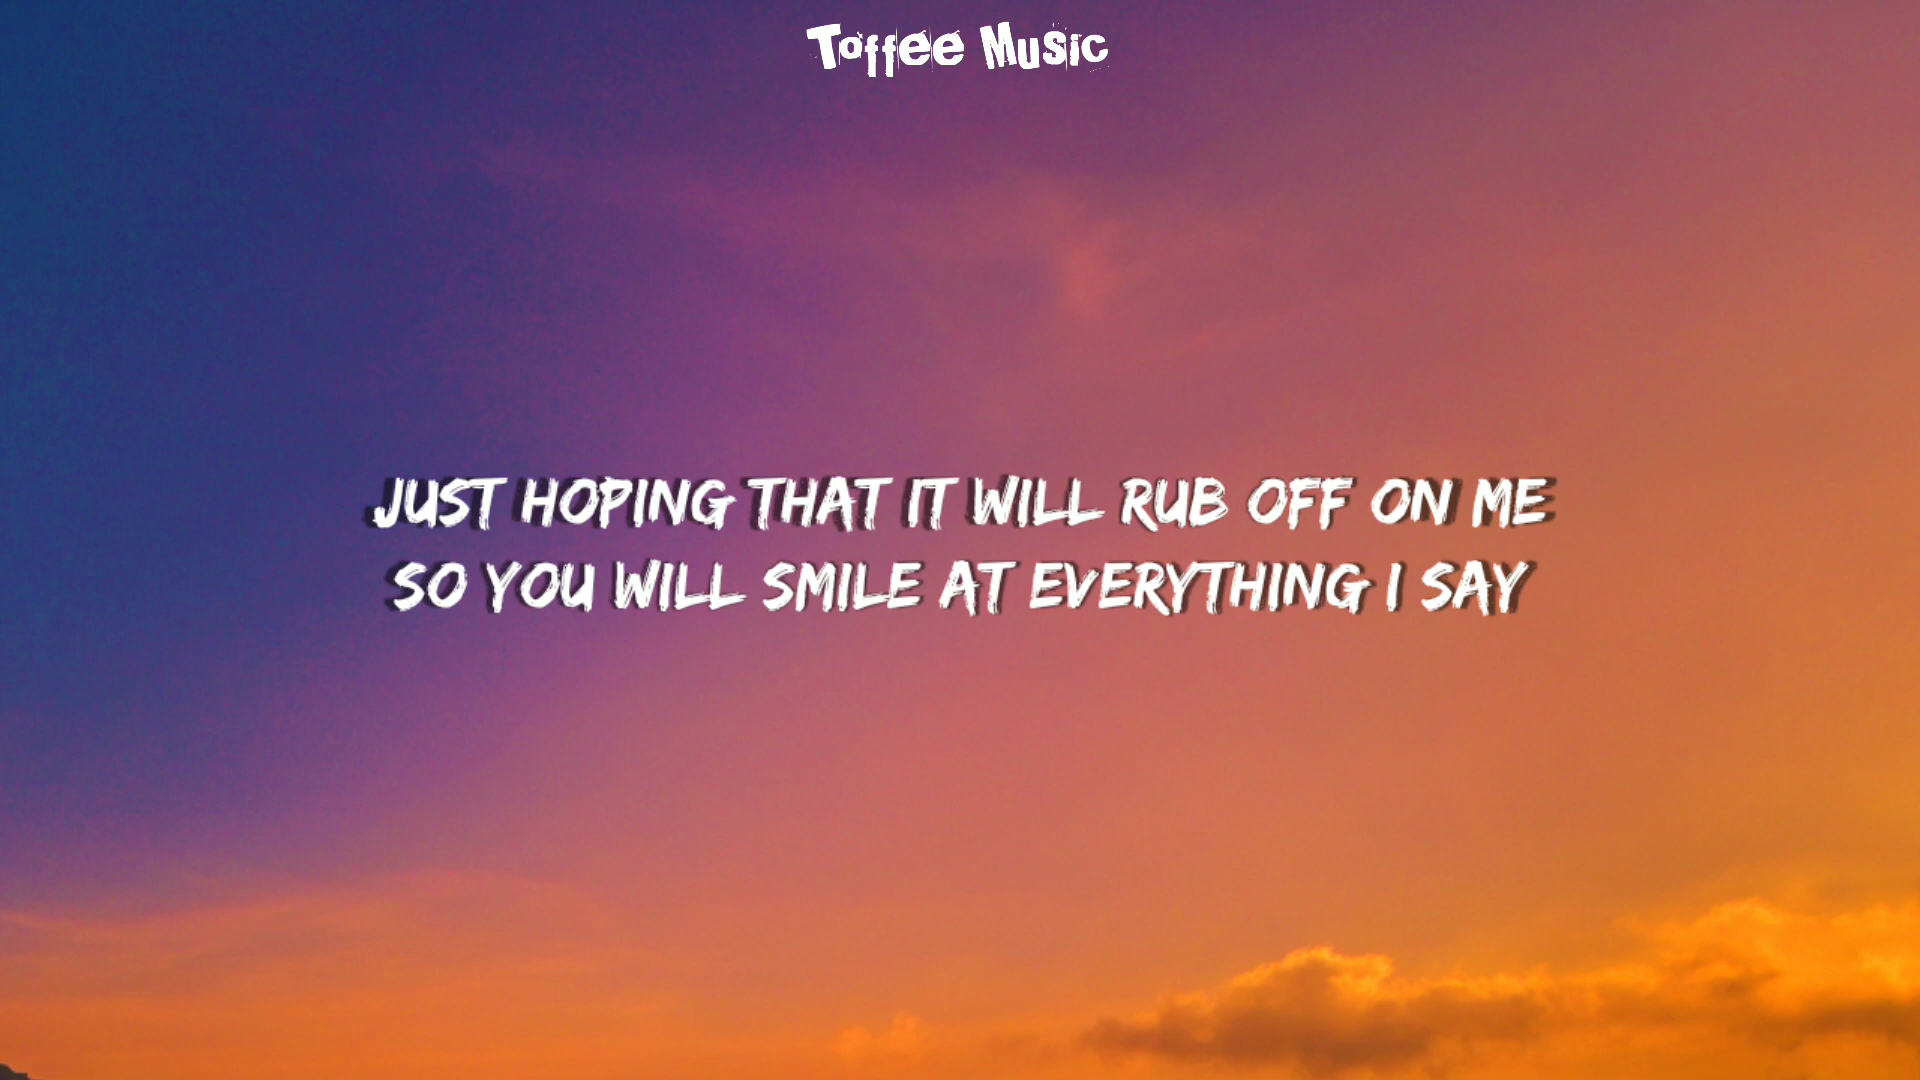 Toffee Music
JUST HOPING THAT IT WILL RUB OFF ON ME
SO YOU WILL SMILE AT EVERYTHING I SAY